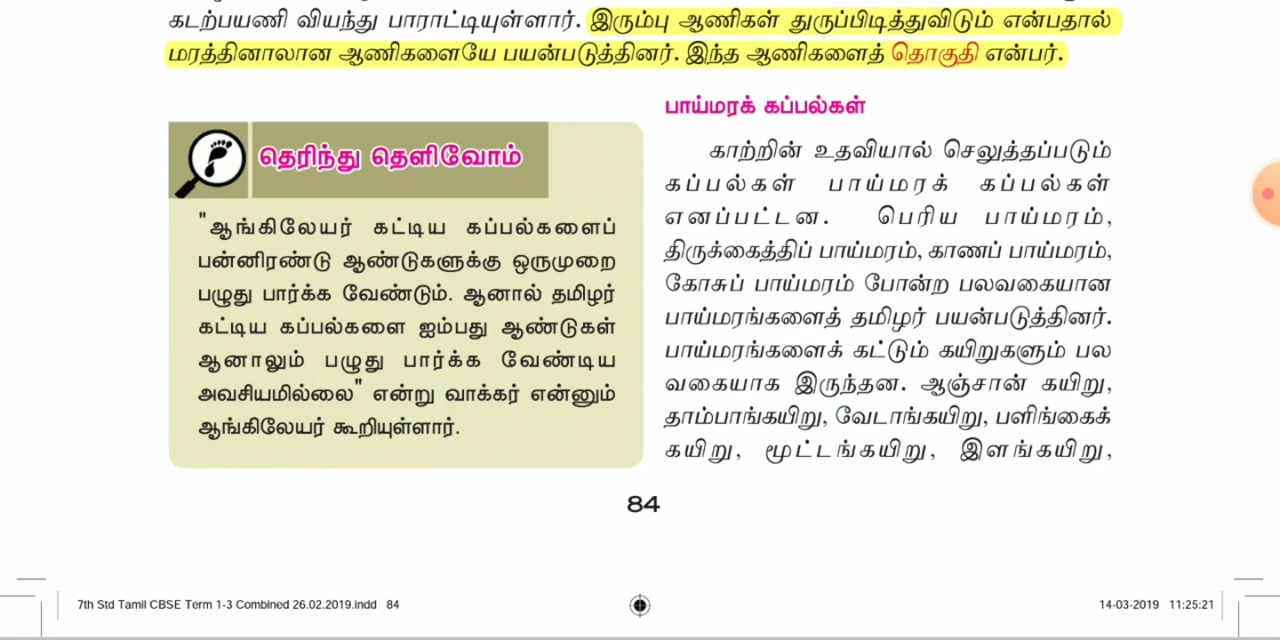 கடற்பயணி வியந்து பாராட்டியுள்ளார். இரும்பு ஆணிகள் துருப்பிடித்துவிடும் என்பதால்
மரத்தினாலான ஆணிகளையே பயன்படுத்தினர். இந்த ஆணிகளைத் தொகுதி என்பர்.
தெரிந்து தெளிவோம்
"ஆங்கிலேயர் கட்டிய கப்பல்களைப்
பன்னிரண்டு ஆண்டுகளுக்கு ஒருமுறை
பழுது பார்க்க வேண்டும். ஆனால் தமிழர்
கட்டிய கப்பல்களை ஐம்பது ஆண்டுகள்
ஆனாலும் பழுது பார்க்க வேண்டிய
அவசியமில்லை" என்று வாக்கர் என்னும்
ஆங்கிலேயர் கூறியுள்ளார்.
பாய்மரக் கப்பல்கள்
காற்றின் உதவியால் செலுத்தப்படும்
கப்பல்கள் பாய்மரக் கப்பல்கள்
எனப்பட்டன. பெரிய பாய்மரம்,
திருக்கைத்திப் பாய்மரம், காணப் பாய்மரம்,
கோசுப் பாய்மரம் போன்ற பலவகையான
பாய்மரங்களைத் தமிழர் பயன்படுத்தினர்.
பாய்மரங்களைக் கட்டும் கயிறுகளும் பல
வகையாக இருந்தன. ஆஞ்சான் கயிறு,
தாம்பாங்கயிறு, வேடாங்கயிறு, பளிங்கைக்
கயிறு, மூட்டங்கயிறு, இளங்கயிறு,
84
7th Std Tamil CBSE Term 1-3 Combined 26.02.2019.indd 84
14-03-2019 11:25:21